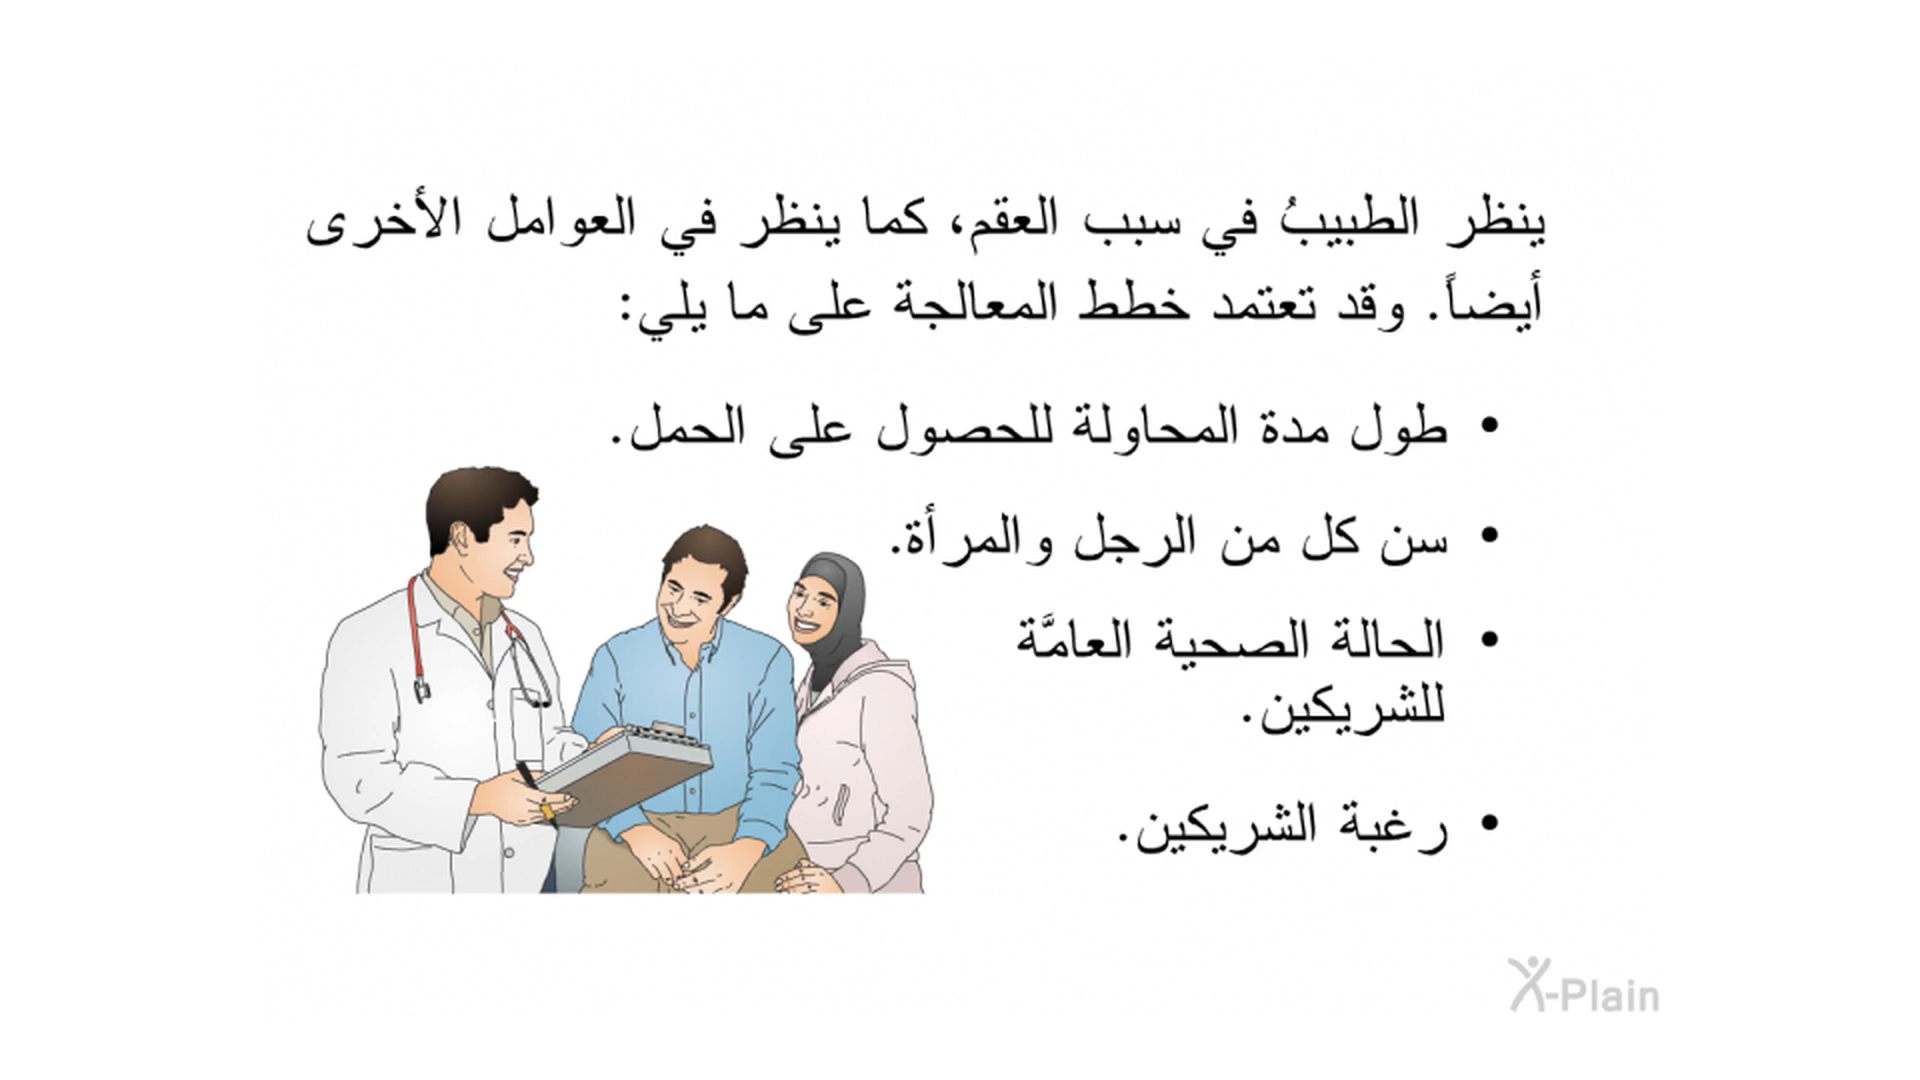 ينظر الطبيبُ في سبب العقم، كما ينظر في العوامل الأخرى
أيضاً. وقد تعتمد خطط المعالجة على ما يلي:
• طول مدة المحاولة للحصول على الحمل.
• سن كل من الرجل والمرأة.
• الحالة الصحية العامَّة
للشريكين.
• رغبة الشريكين.
X-Plain